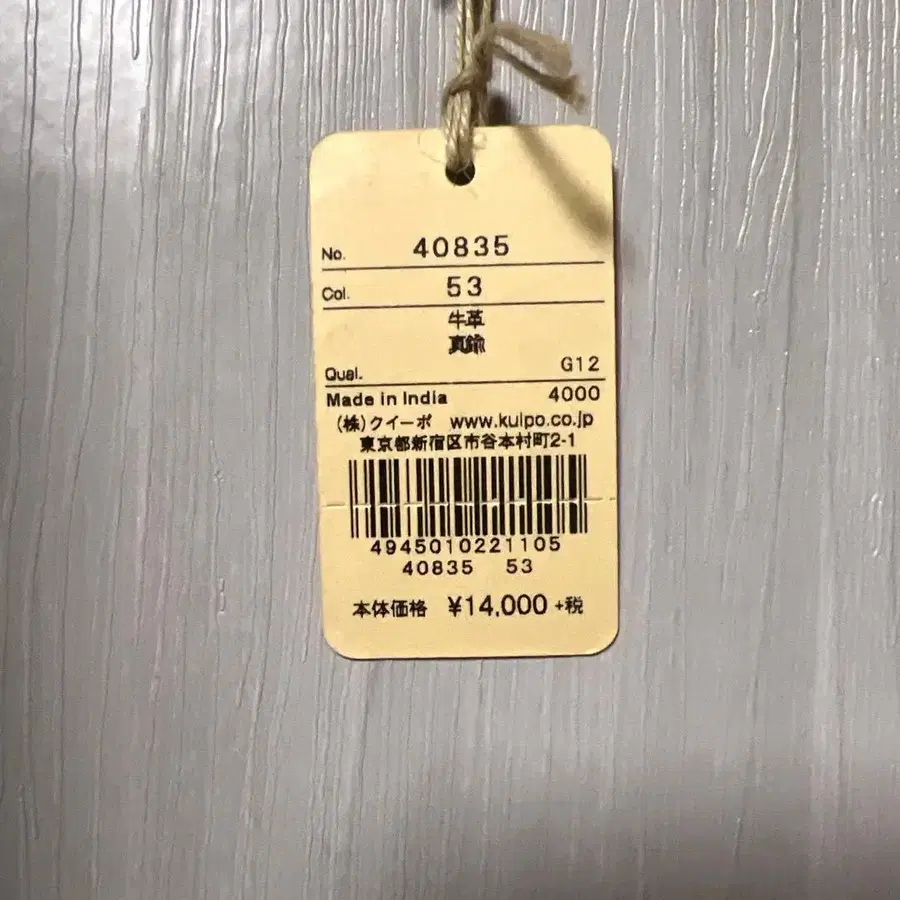 No. 40835
Col. 53
牛革
真鍮
Qual. G12
Made in India 4000
(株)クイーポ www.kuipo.co.jp
東京都新宿区市谷本村町2-1
4945010221105
40835 53
本体価格 ¥14,000 +税